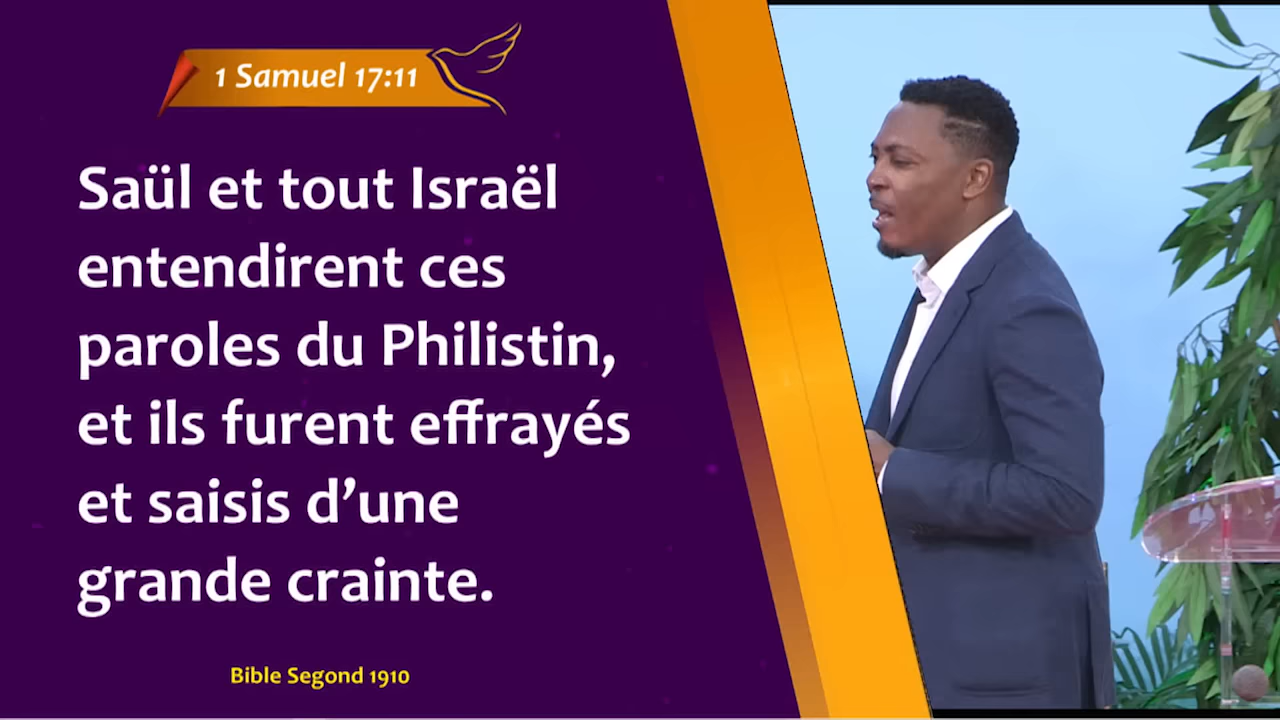 1 Samuel 17:11
Saül et tout Israël
entendirent ces
paroles du Philistin,
et ils furent effrayés
et saisis d’une
grande crainte.
Bible Segond 1910